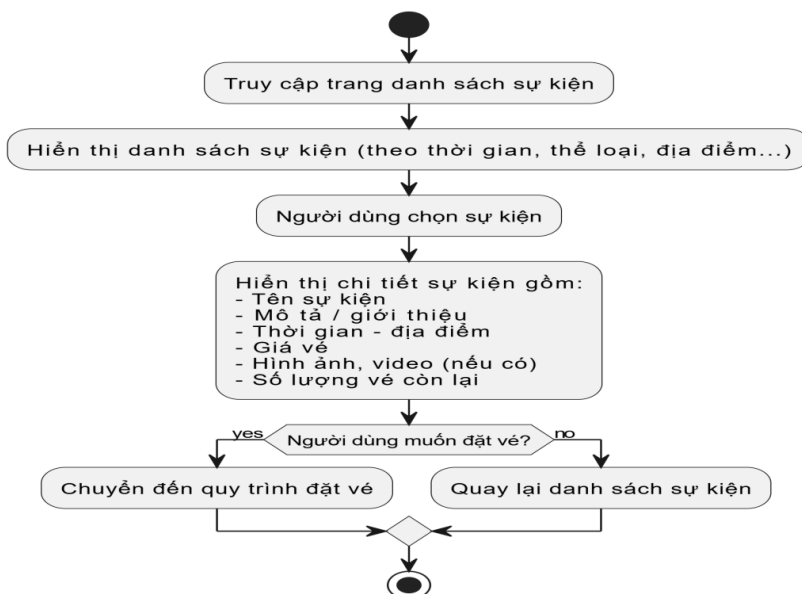 Truy cập trang danh sách sự kiện
Hiển thị danh sách sự kiện (theo thời gian, thể loại, địa điểm...)
Người dùng chọn sự kiện
Hiển thị chi tiết sự kiện gồm:
- Tên sự kiện
- Mô tả / giới thiệu
- Thời gian - địa điểm
- Giá vé
- Hình ảnh, video (nếu có)
- Số lượng vé còn lại
yes
Người dùng muốn đặt vé?
no
Chuyển đến quy trình đặt vé
Quay lại danh sách sự kiện